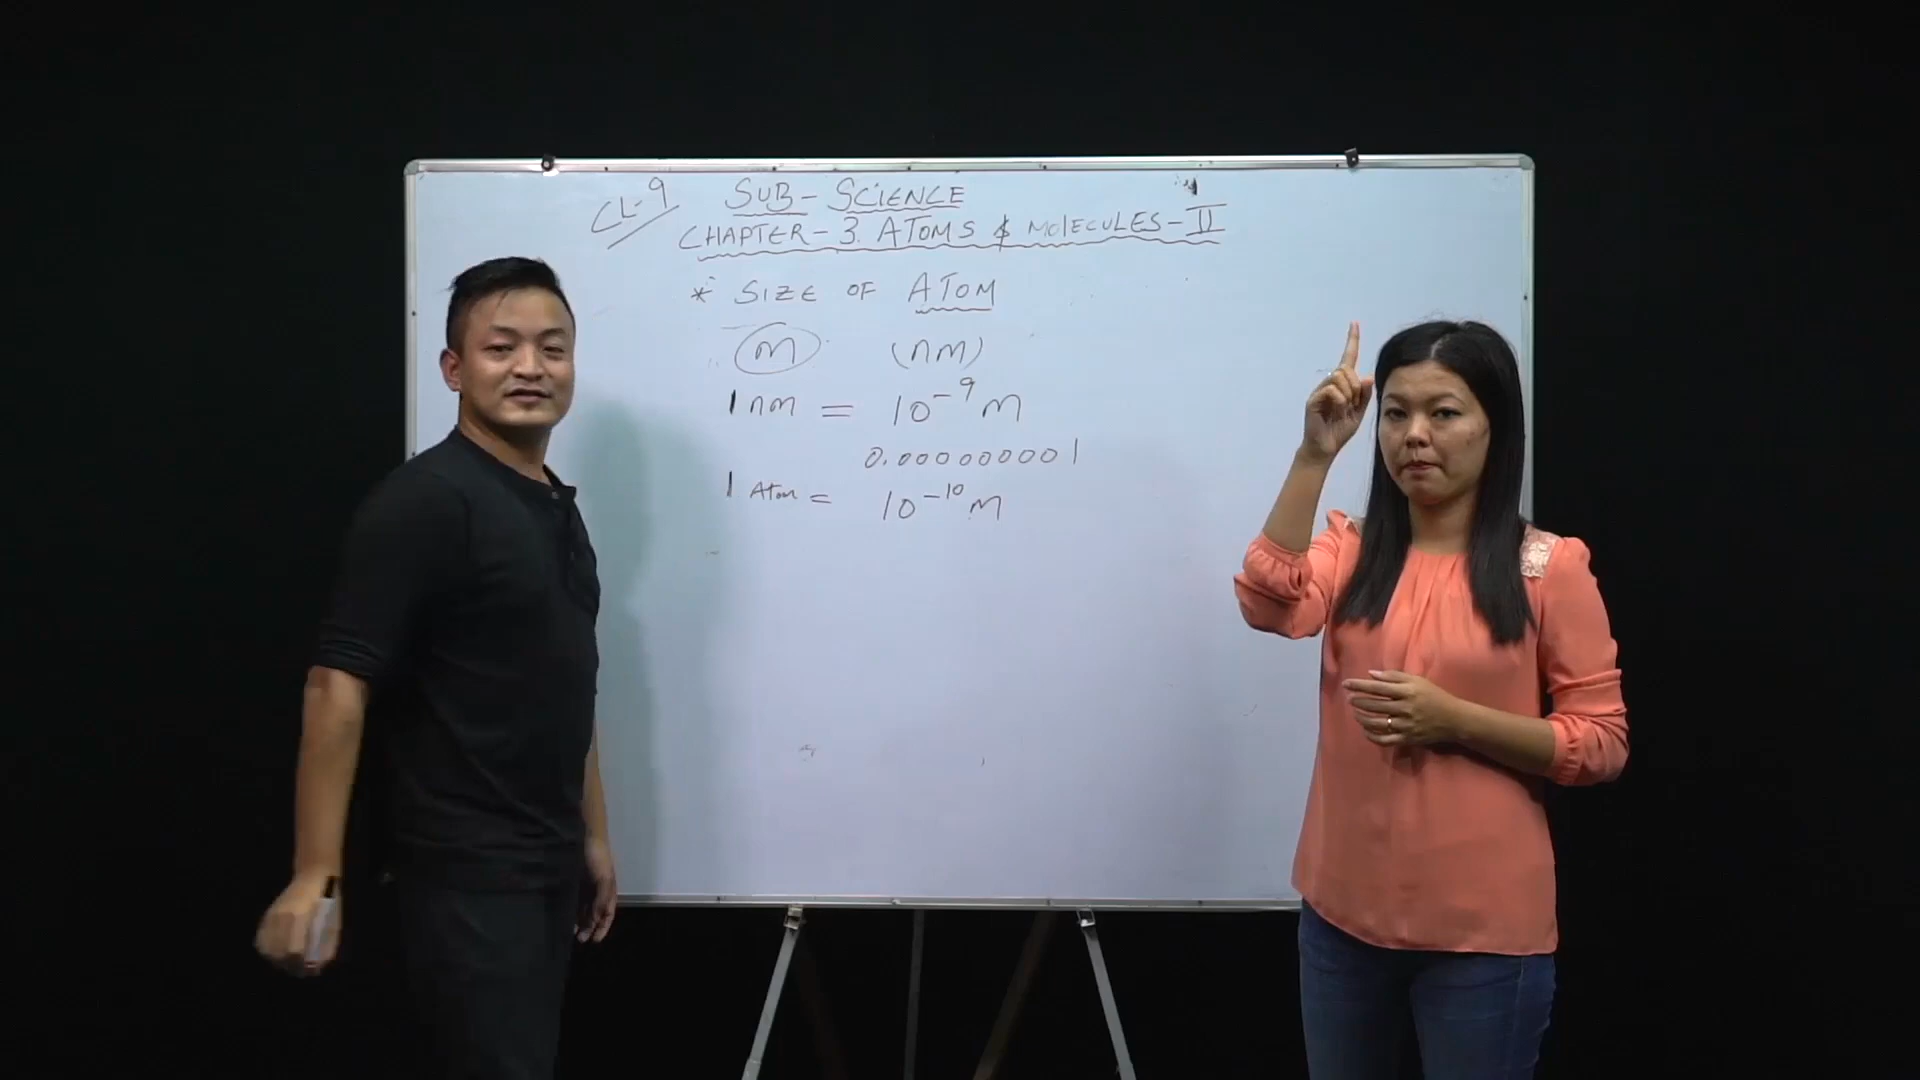 CL-9 SUB-SCIENCE
CHAPTER-3. ATOMS & MOLECULES-II
* SIZE OF ATOM
m (nm)
1 nm = 10⁻⁹ m
0.000000001
1 Atom = 10⁻¹⁰ m